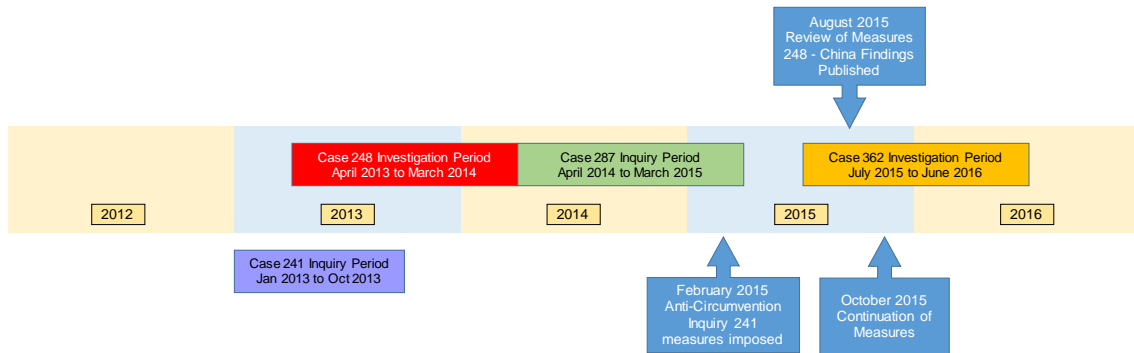 August 2015
Review of Measures
248 - China Findings
Published
Case 248 Investigation Period
April 2013 to March 2014
Case 287 Inquiry Period
April 2014 to March 2015
Case 362 Investigation Period
July 2015 to June 2016
2012
2013
2014
2015
2016
Case 241 Inquiry Period
Jan 2013 to Oct 2013
February 2015
Anti-Circumvention
Inquiry 241
measures imposed
October 2015
Continuation of
Measures